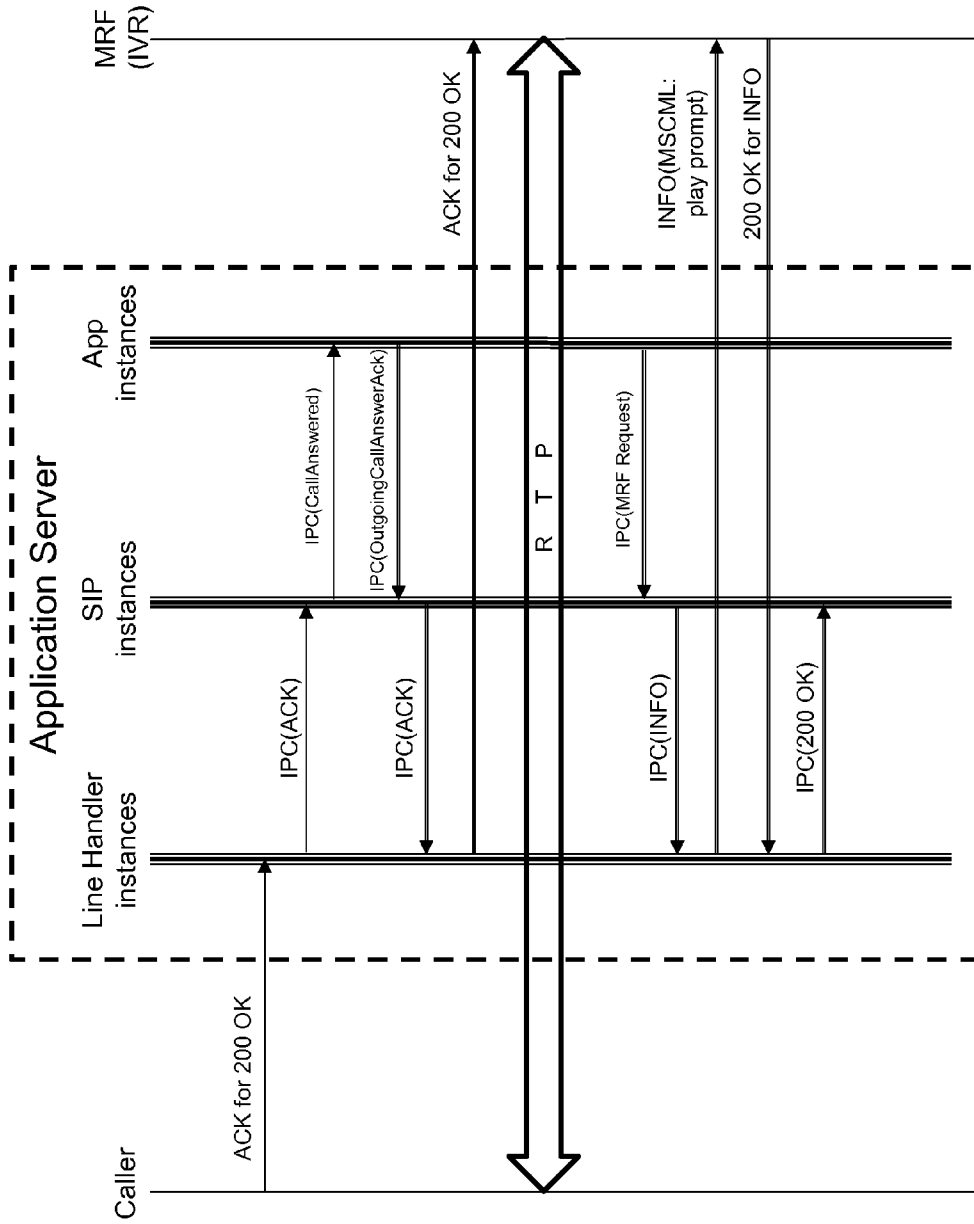 Application Server
Caller
Line Handler
instances
SIP
instances
App
instances
MRF
(IVR)
ACK for 200 OK
IPC(ACK)
IPC(CallAnswered)
IPC(OutgoingCallAnswerAck)
IPC(ACK)
ACK for 200 OK
R T P
IPC(MRF Request)
IPC(INFO)
INFO(MSCML:
play prompt)
200 OK for INFO
IPC(200 OK)